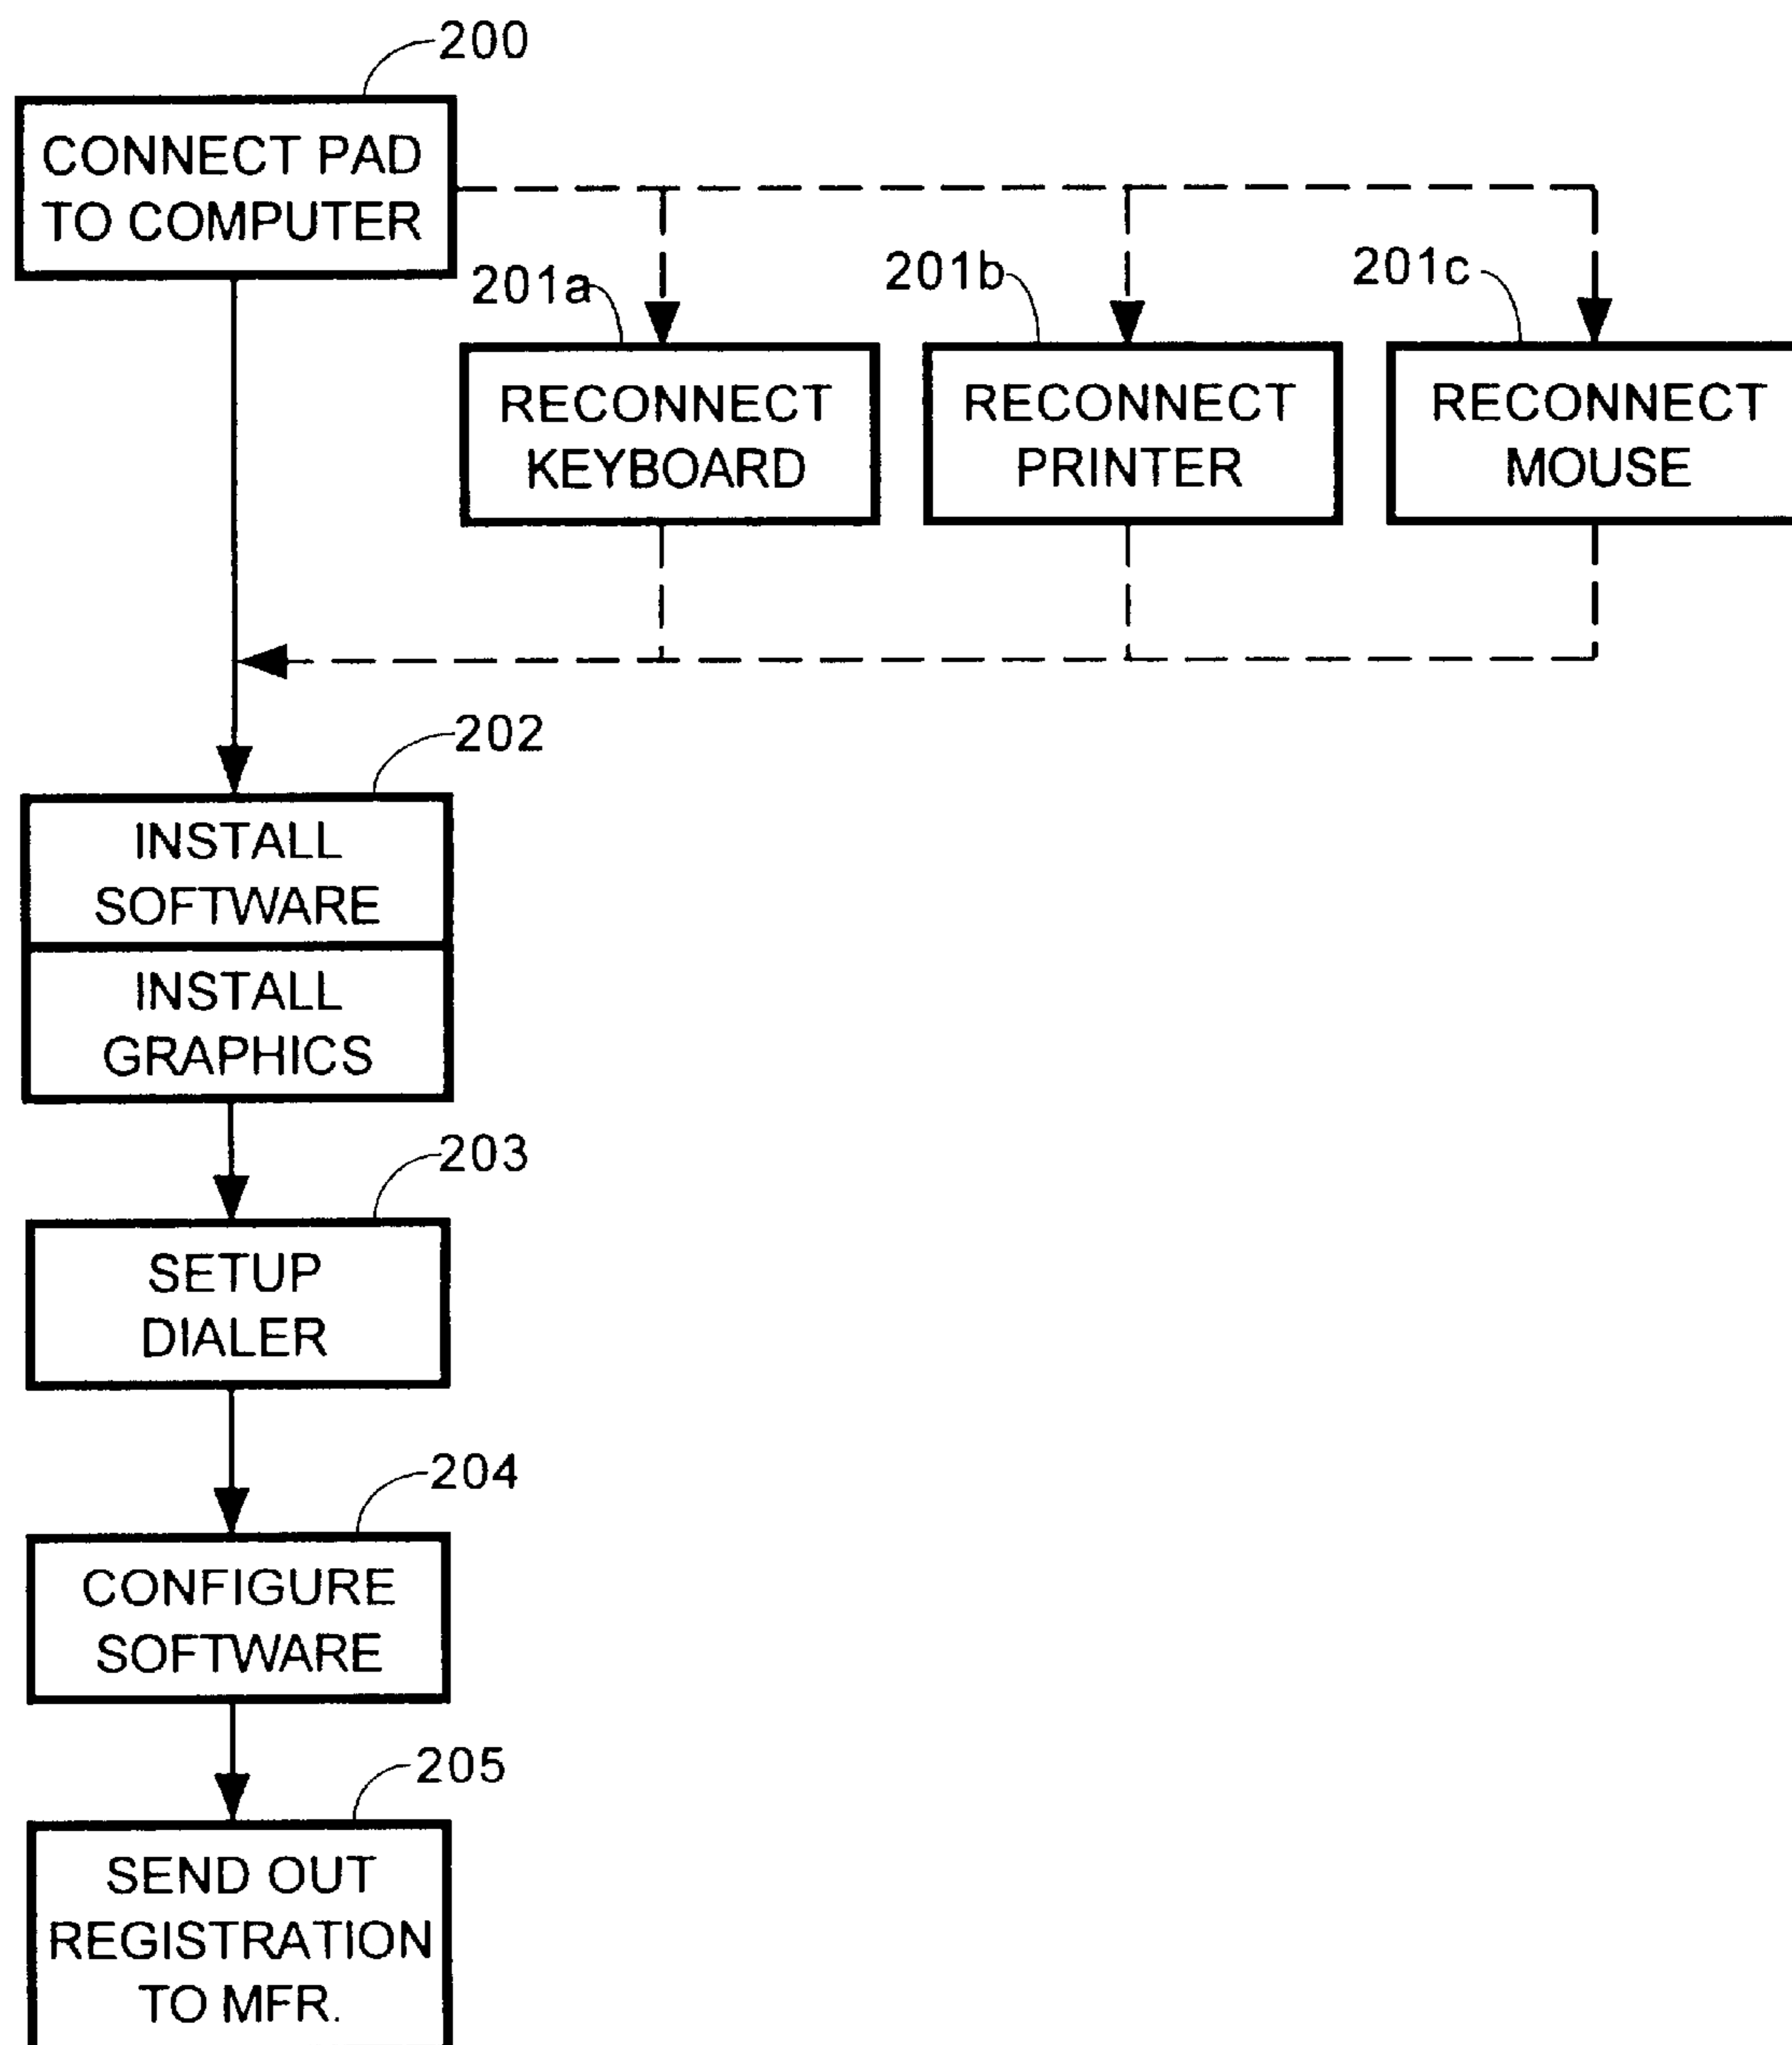 200
CONNECT PAD
TO COMPUTER
201a
201b
201c
RECONNECT
KEYBOARD
RECONNECT
PRINTER
RECONNECT
MOUSE
202
INSTALL
SOFTWARE
INSTALL
GRAPHICS
203
SETUP
DIALER
204
CONFIGURE
SOFTWARE
205
SEND OUT
REGISTRATION
TO MFR.